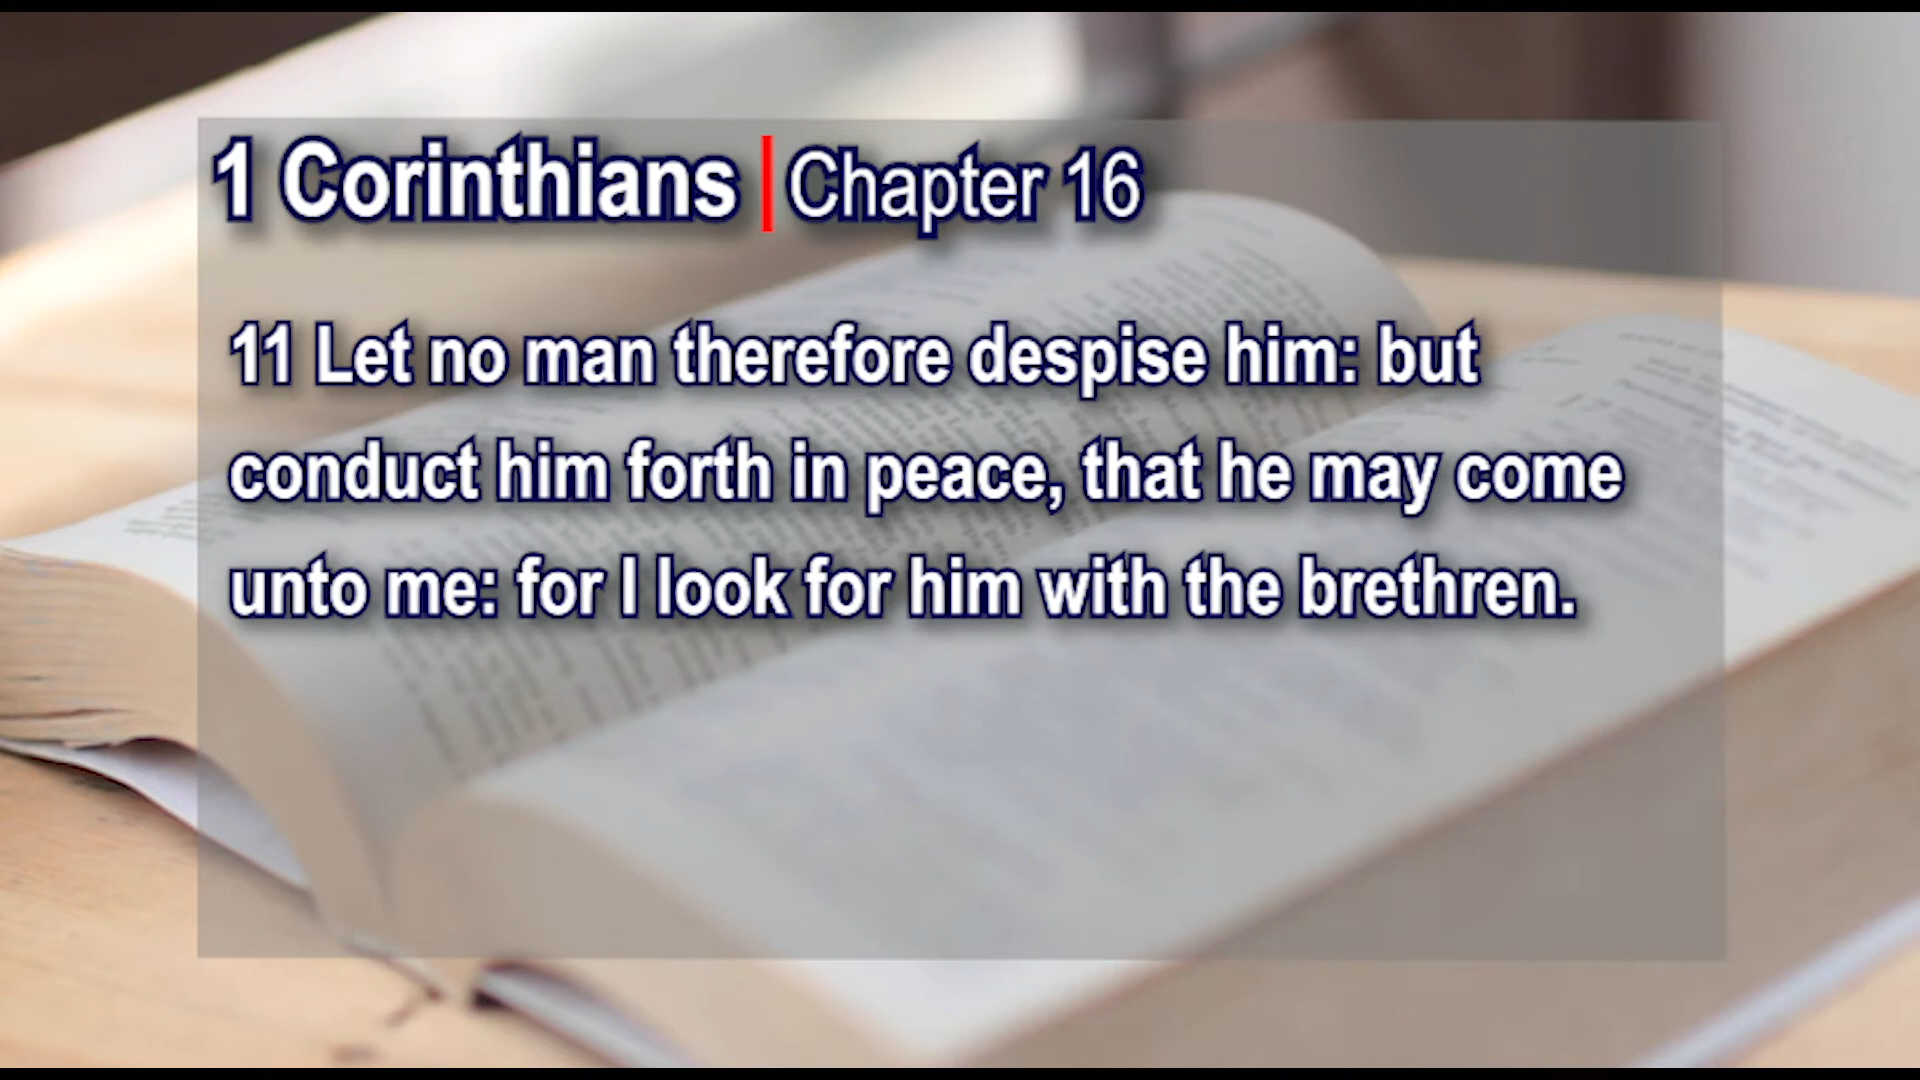 1 Corinthians | Chapter 16
11 Let no man therefore despise him: but
conduct him forth in peace, that he may come
unto me: for I look for him with the brethren.